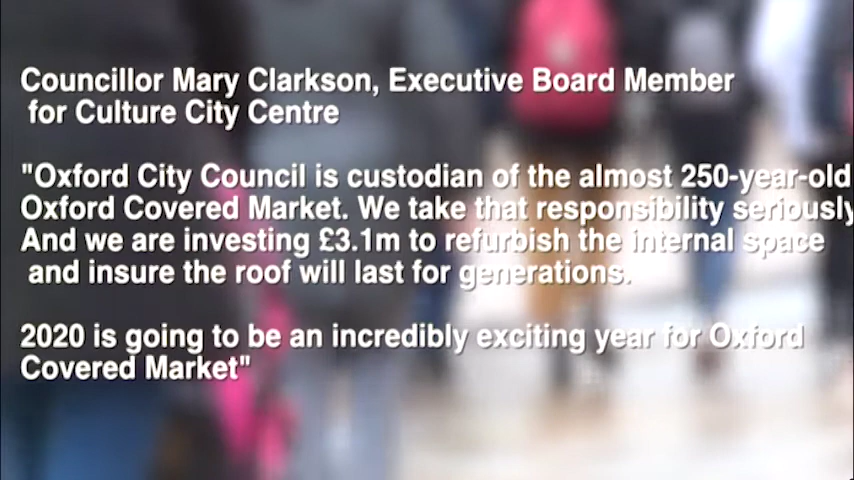 Councillor Mary Clarkson, Executive Board Member
for Culture City Centre
"Oxford City Council is custodian of the almost 250-year-old
Oxford Covered Market. We take that responsibility seriously
And we are investing £3.1m to refurbish the internal space
and insure the roof will last for generations.
2020 is going to be an incredibly exciting year for Oxford
Covered Market"